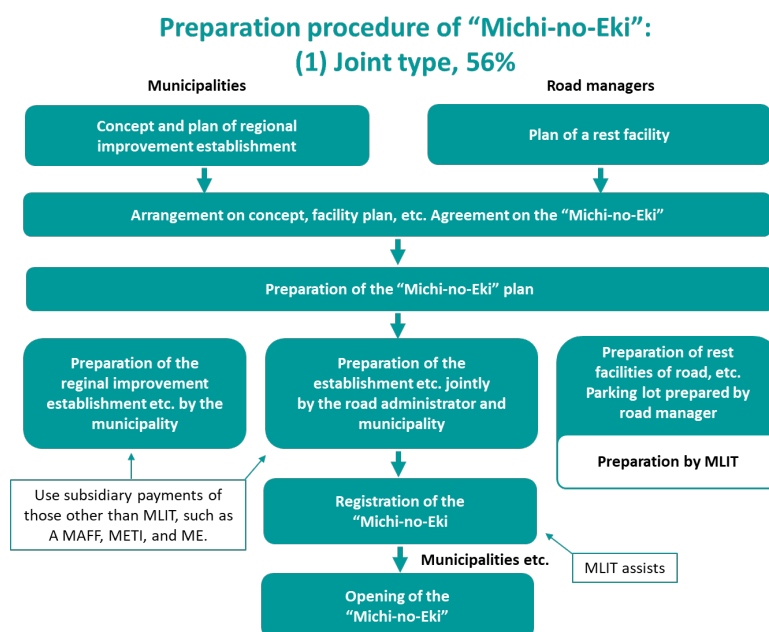 Preparation procedure of “Michi-no-Eki”:
(1) Joint type, 56%
Municipalities
Road managers
Concept and plan of regional
improvement establishment
Plan of a rest facility
Arrangement on concept, facility plan, etc. Agreement on the “Michi-no-Eki”
Preparation of the “Michi-no-Eki” plan
Preparation of the
reginal improvement
establishment etc. by the
municipality
Preparation of the
establishment etc. jointly
by the road administrator and
municipality
Preparation of rest
facilities of road, etc.
Parking lot prepared by
road manager
Preparation by MLIT
Use subsidiary payments of
those other than MLIT, such as
A MAFF, METI, and ME.
Registration of the
“Michi-no-Eki
Municipalities etc.
MLIT assists
Opening of the
“Michi-no-Eki”